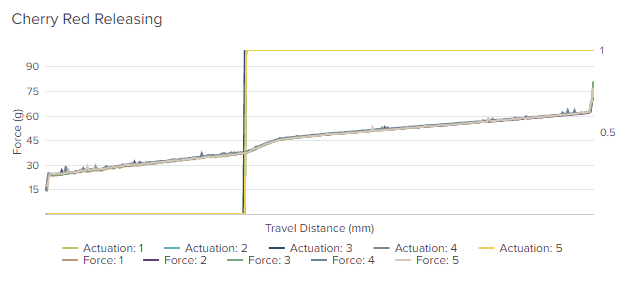 Cherry Red Releasing
1
90
75
60
0.5
45
30
15
Force (g)
Travel Distance (mm)
Actuation: 1 Actuation: 2 Actuation: 3 Actuation: 4 Actuation: 5
Force: 1 Force: 2 Force: 3 Force: 4 Force: 5